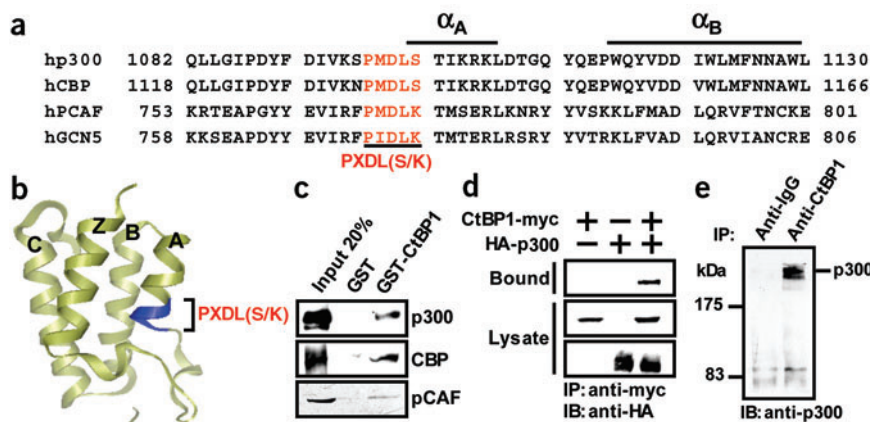 a
αA αB
hp300 1082 QLLGIPDYF DIVKSPMDLS TIKRKLDTGQ YQEPWQYVDD IWLMFNNAWL 1130
hCBP 1118 QLLGIPDYF DIVKNPMDLS TIKRKLDTGQ YQEPWQYVDD VWLMFNNAWL 1166
hPCAF 753 KRTEAPGYY EVIRFPMDLK TMSERLKNRY YVSKKLFMAD LQRVFTNCKE 801
hGCN5 758 KKSEAPDYY EVIRFPIDLK TMTERLRSRY YVTRKLFVAD LQRVIANCRE 806
PXDL(S/K)
b
C Z B A
PXDL(S/K)
c
Input 20% GST GST-CtBP1
p300
CBP
pCAF
d
CtBP1-myc + − +
HA-p300 − + +
Bound
Lysate
IP: anti-myc
IB: anti-HA
e
IP: Anti-IgG Anti-CtBP1
kDa
p300
175
83
IB: anti-p300